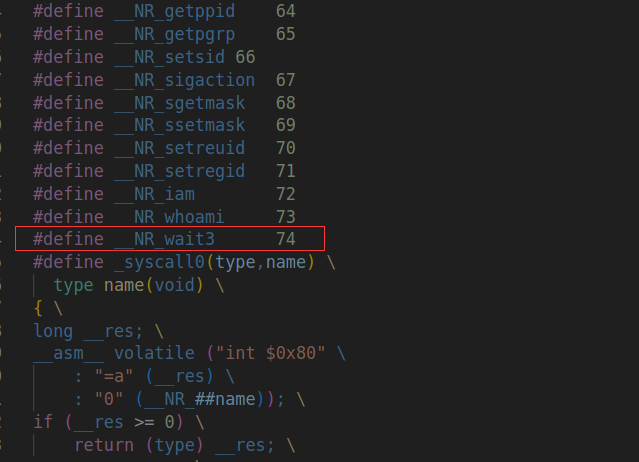 #define __NR_getppid 64
#define __NR_getpgrp 65
#define __NR_setsid 66
#define __NR_sigaction 67
#define __NR_sgetmask 68
#define __NR_ssetmask 69
#define __NR_setreuid 70
#define __NR_setregid 71
#define __NR_iam 72
#define __NR_whoami 73
#define __NR_wait3 74
#define _syscall0(type,name) \
type name(void) \
{ \
long __res; \
__asm__ volatile ("int $0x80" \
: "=a" (__res) \
: "0" (__NR_##name)); \
if (__res >= 0) \
return (type) __res; \